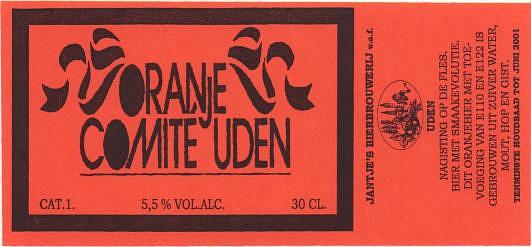 ORANJE
COMITE UDEN
CAT.1. 5,5 % VOL.ALC. 30 CL.
JANTJE'S BIERBROUWERIJ v.o.f.
UDEN
NAGISTING OP DE FLES.
BIER MET SMAAKEVOLUTIE.
DIT ORANJEBIER MET TOE-
VOEGING VAN E110 EN E122 IS
GEBROUWEN UIT ZUIVER WATER,
MOUT, HOP EN GIST.
TENMINSTE HOUDBAAR TOT JUNI 2001